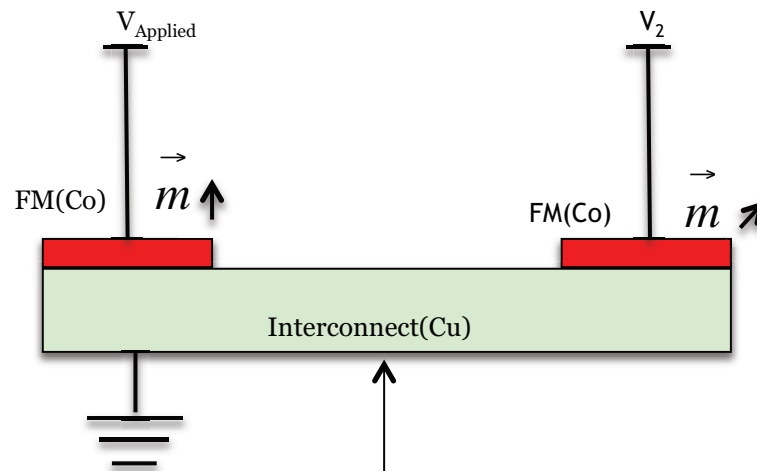 V_Applied
V_2
FM(Co)
m
FM(Co)
m
Interconnect(Cu)